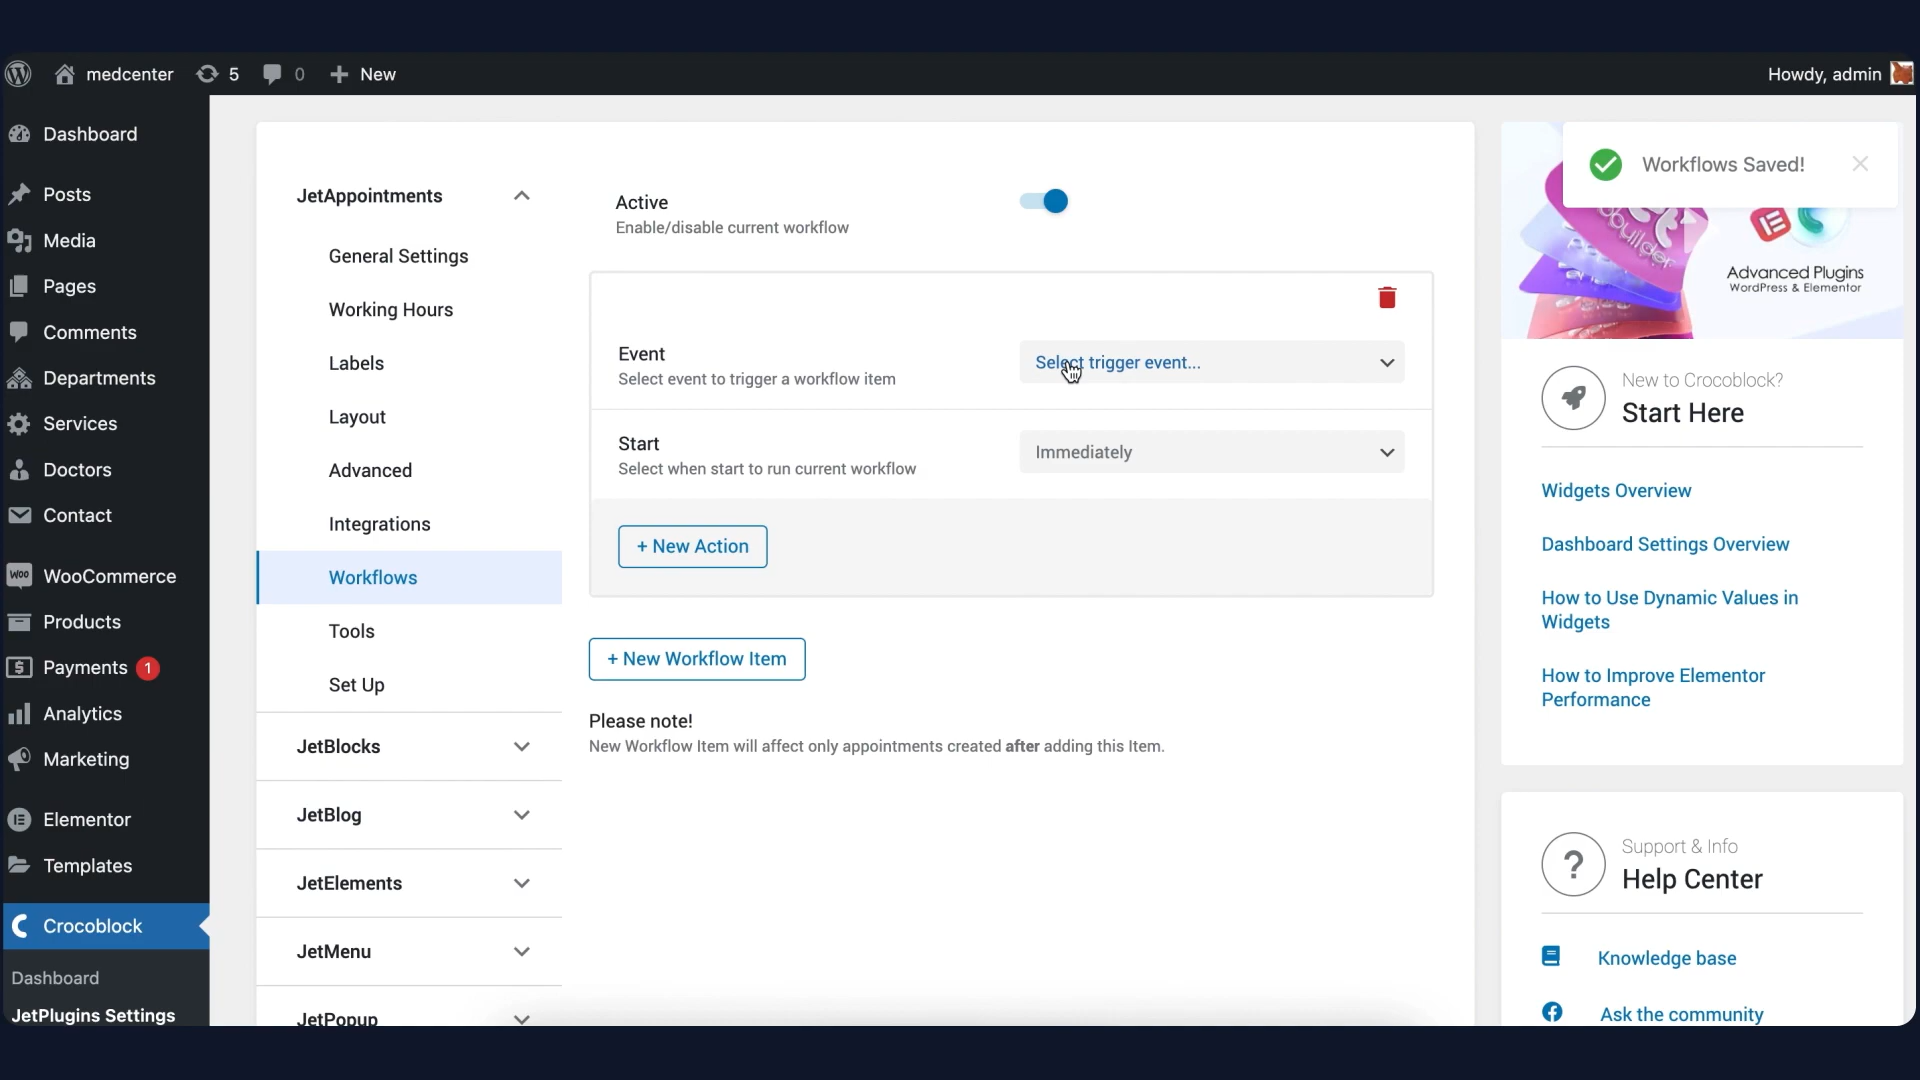 medcenter
5
0
New
Howdy, admin
Dashboard
Posts
Media
Pages
Comments
Departments
Services
Doctors
Contact
WooCommerce
Products
Payments 1
Analytics
Marketing
Elementor
Templates
Crocoblock
Dashboard
JetPlugins Settings
JetAppointments
General Settings
Working Hours
Labels
Layout
Advanced
Integrations
Workflows
Tools
Set Up
JetBlocks
JetBlog
JetElements
JetMenu
JetPopup
Active
Enable/disable current workflow
Event
Select event to trigger a workflow item
Select trigger event...
Start
Select when start to run current workflow
Immediately
+ New Action
+ New Workflow Item
Please note!
New Workflow Item will affect only appointments created after adding this Item.
Workflows Saved!
Advanced Plugins
WordPress & Elementor
New to Crocoblock?
Start Here
Widgets Overview
Dashboard Settings Overview
How to Use Dynamic Values in
Widgets
How to Improve Elementor
Performance
Support & Info
Help Center
Knowledge base
Ask the community